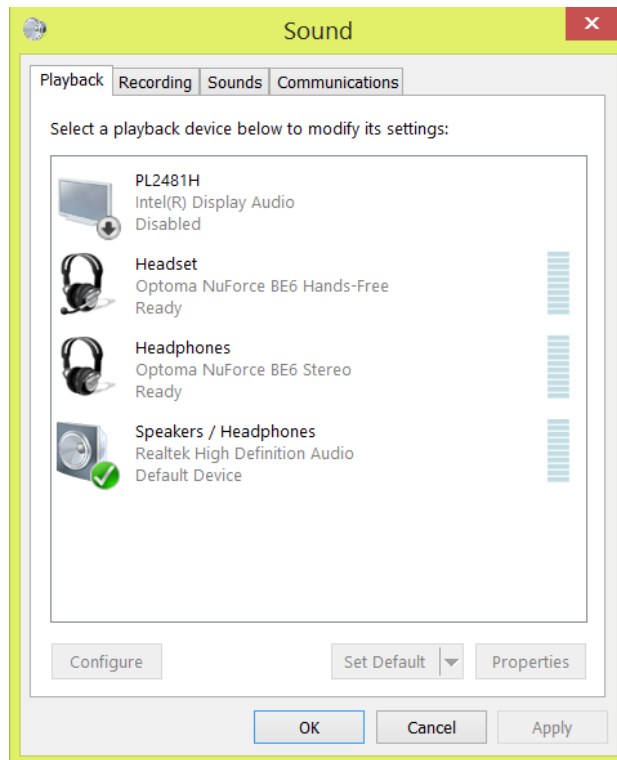 Sound
Playback Recording Sounds Communications
Select a playback device below to modify its settings:
PL2481H
Intel(R) Display Audio
Disabled
Headset
Optoma NuForce BE6 Hands-Free
Ready
Headphones
Optoma NuForce BE6 Stereo
Ready
Speakers / Headphones
Realtek High Definition Audio
Default Device
Configure Set Default Properties
OK Cancel Apply